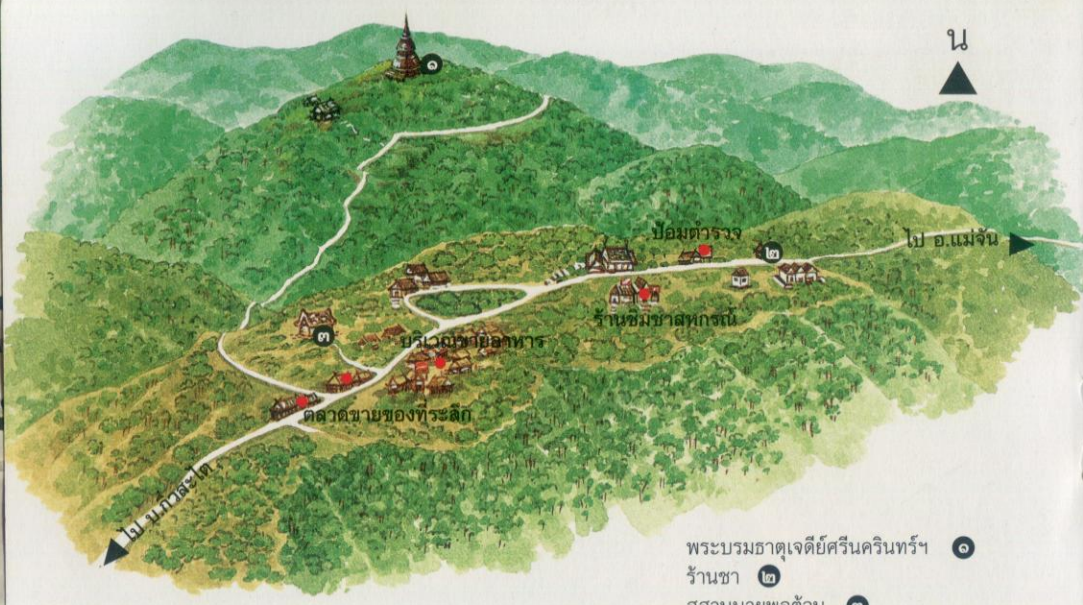 น
๑
ป้อมตำรวจ
๒
ไป อ.แม่จัน
ร้านชิมชาสหกรณ์
๓
บริเวณขายอาหาร
ตลาดขายของที่ระลึก
พระบรมธาตุเจดีย์ศรีนครินทร์ฯ ๑
ร้านชา ๒